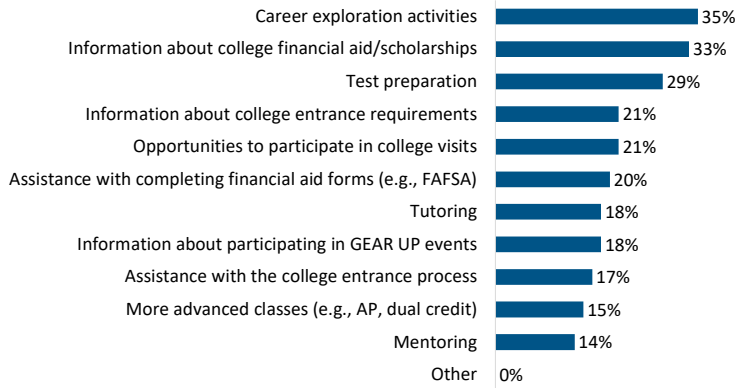 Career exploration activities 35%
Information about college financial aid/scholarships 33%
Test preparation 29%
Information about college entrance requirements 21%
Opportunities to participate in college visits 21%
Assistance with completing financial aid forms (e.g., FAFSA) 20%
Tutoring 18%
Information about participating in GEAR UP events 18%
Assistance with the college entrance process 17%
More advanced classes (e.g., AP, dual credit) 15%
Mentoring 14%
Other 0%